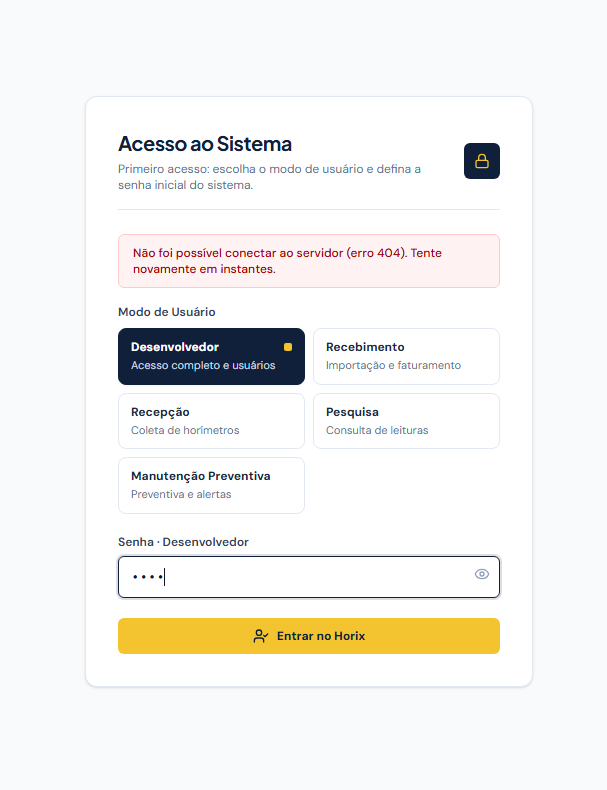 Acesso ao Sistema
Primeiro acesso: escolha o modo de usuário e defina a
senha inicial do sistema.
Não foi possível conectar ao servidor (erro 404). Tente
novamente em instantes.
Modo de Usuário
Desenvolvedor
Acesso completo e usuários
Recebimento
Importação e faturamento
Recepção
Coleta de horímetros
Pesquisa
Consulta de leituras
Manutenção Preventiva
Preventiva e alertas
Senha · Desenvolvedor
••••
Entrar no Horix